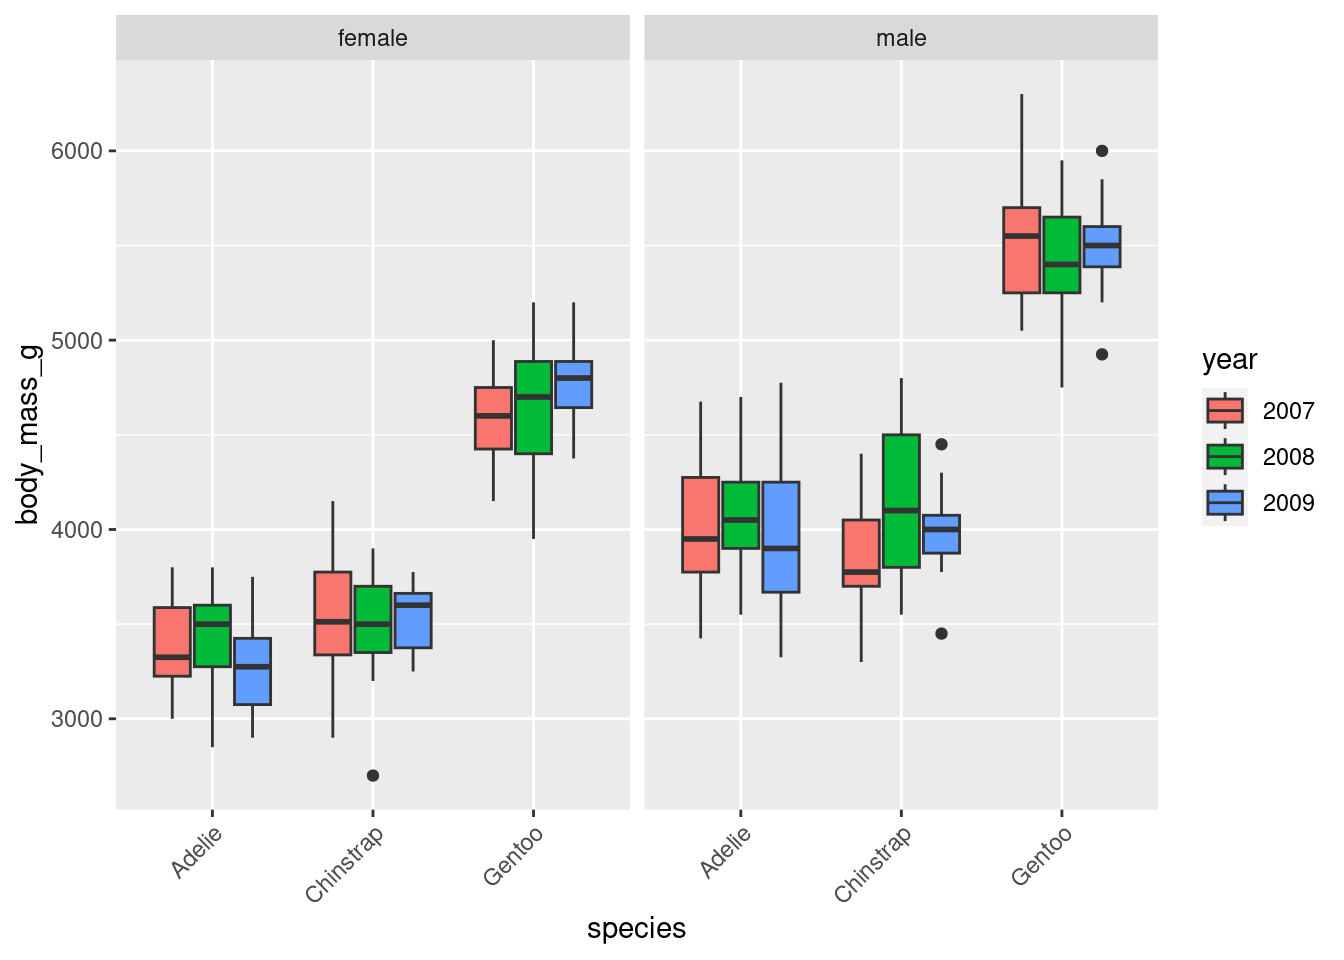 female
male
6000
5000
4000
3000
body_mass_g
Adelie
Chinstrap
Gentoo
Adelie
Chinstrap
Gentoo
species
year
2007
2008
2009